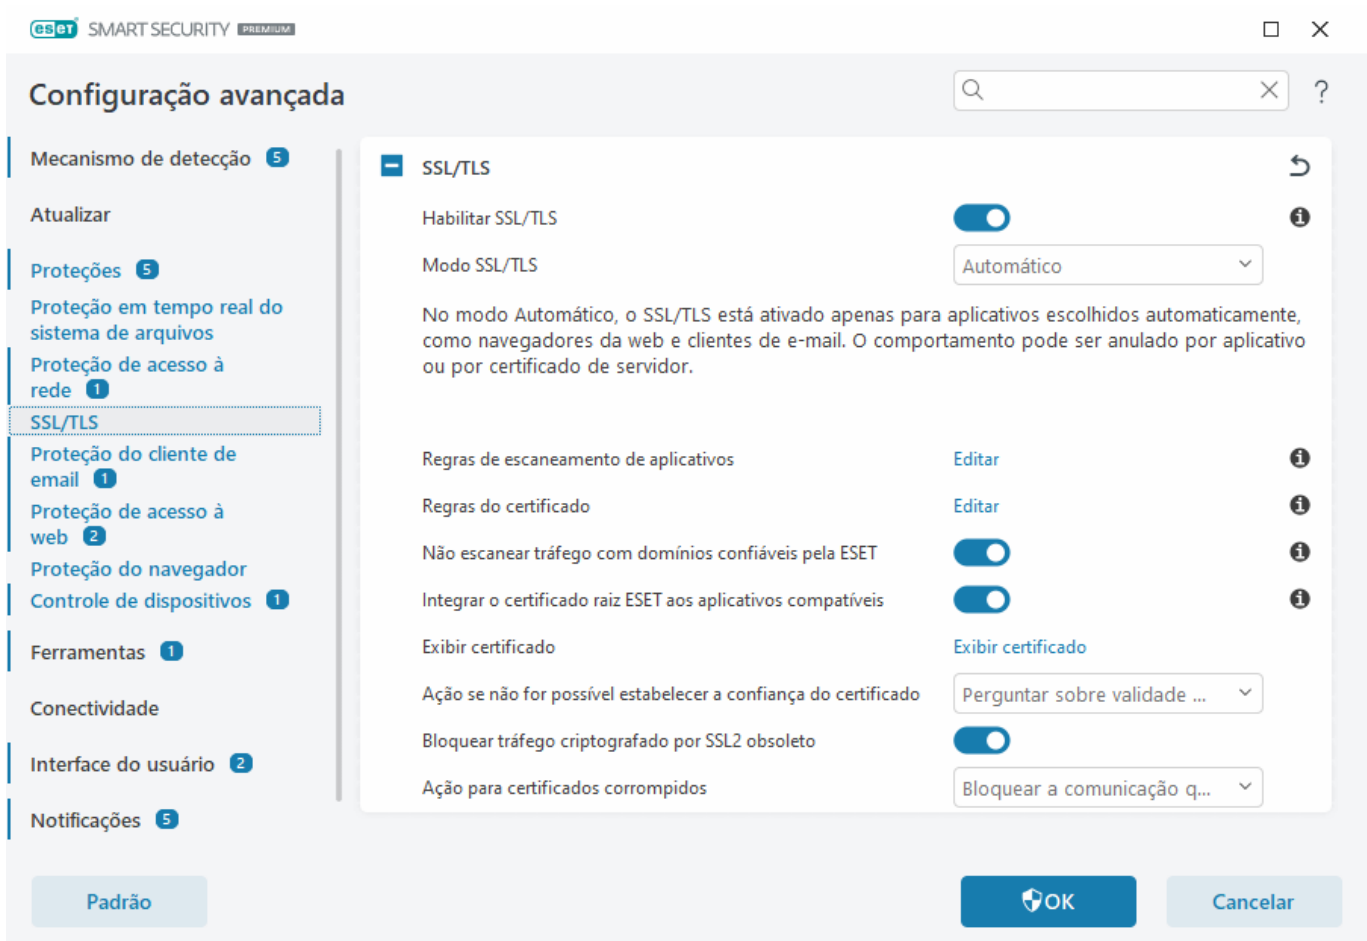 eset SMART SECURITY PREMIUM
Configuração avançada
?
Mecanismo de detecção 5
Atualizar
Proteções 5
Proteção em tempo real do
sistema de arquivos
Proteção de acesso à
rede 1
SSL/TLS
Proteção do cliente de
email 1
Proteção de acesso à
web 2
Proteção do navegador
Controle de dispositivos 1
Ferramentas 1
Conectividade
Interface do usuário 2
Notificações 5
SSL/TLS
Habilitar SSL/TLS
Modo SSL/TLS Automático
No modo Automático, o SSL/TLS está ativado apenas para aplicativos escolhidos automaticamente,
como navegadores da web e clientes de e-mail. O comportamento pode ser anulado por aplicativo
ou por certificado de servidor.
Regras de escaneamento de aplicativos Editar
Regras do certificado Editar
Não escanear tráfego com domínios confiáveis pela ESET
Integrar o certificado raiz ESET aos aplicativos compatíveis
Exibir certificado Exibir certificado
Ação se não for possível estabelecer a confiança do certificado Perguntar sobre validade ...
Bloquear tráfego criptografado por SSL2 obsoleto
Ação para certificados corrompidos Bloquear a comunicação q...
Padrão
OK
Cancelar